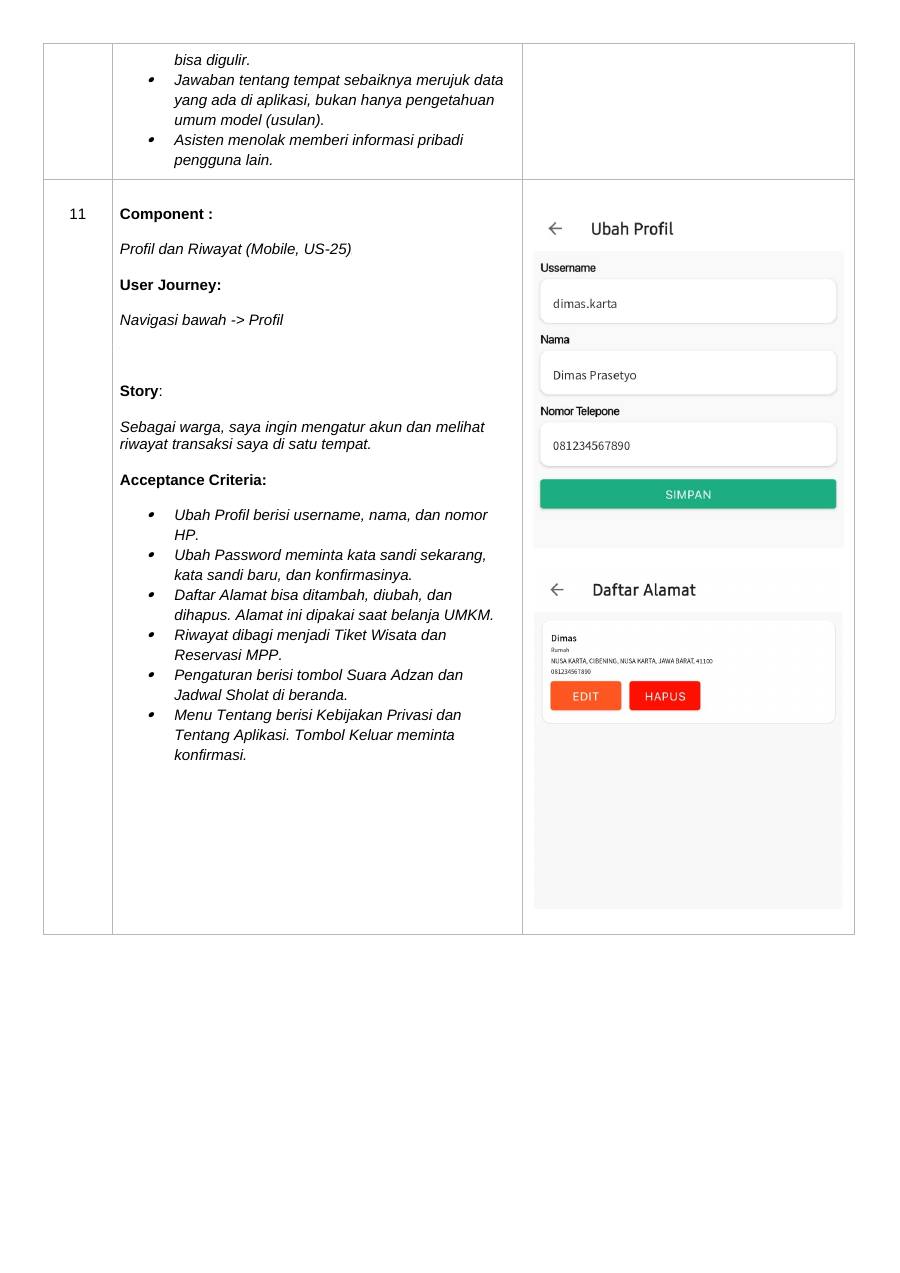 bisa digulir.
• Jawaban tentang tempat sebaiknya merujuk data
yang ada di aplikasi, bukan hanya pengetahuan
umum model (usulan).
• Asisten menolak memberi informasi pribadi
pengguna lain.
11
Component :
Profil dan Riwayat (Mobile, US-25)
User Journey:
Navigasi bawah -> Profil
Story:
Sebagai warga, saya ingin mengatur akun dan melihat
riwayat transaksi saya di satu tempat.
Acceptance Criteria:
• Ubah Profil berisi username, nama, dan nomor
HP.
• Ubah Password meminta kata sandi sekarang,
kata sandi baru, dan konfirmasinya.
• Daftar Alamat bisa ditambah, diubah, dan
dihapus. Alamat ini dipakai saat belanja UMKM.
• Riwayat dibagi menjadi Tiket Wisata dan
Reservasi MPP.
• Pengaturan berisi tombol Suara Adzan dan
Jadwal Sholat di beranda.
• Menu Tentang berisi Kebijakan Privasi dan
Tentang Aplikasi. Tombol Keluar meminta
konfirmasi.
Ubah Profil
Ussername
dimas.karta
Nama
Dimas Prasetyo
Nomor Telepone
081234567890
SIMPAN
Daftar Alamat
Dimas
Rumah
NUSA KARTA, CIBENING, NUSA KARTA, JAWA BARAT, 41100
081234567890
EDIT
HAPUS